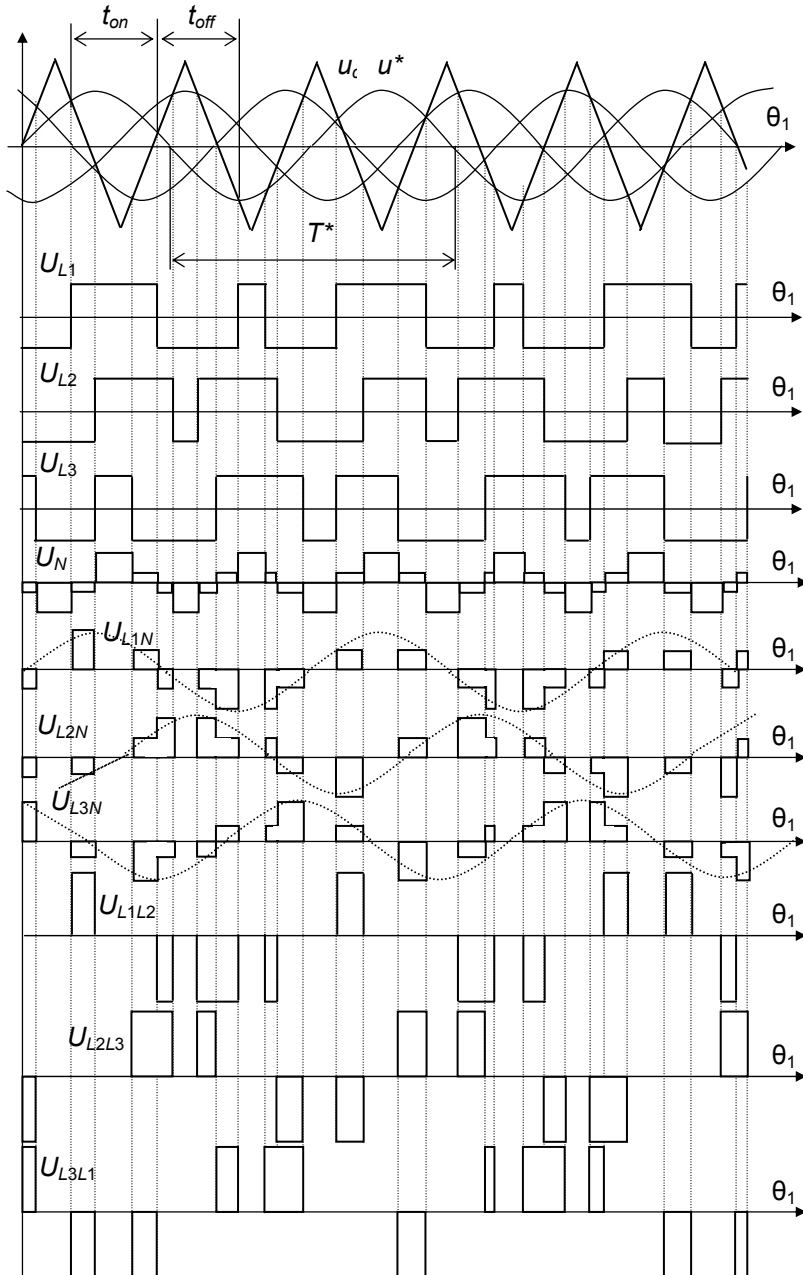 t_on t_off
u_c u*
θ₁
T*
U_L1
θ₁
U_L2
θ₁
U_L3
θ₁
U_N
θ₁
U_L1N
θ₁
U_L2N
θ₁
U_L3N
θ₁
U_L1L2
θ₁
U_L2L3
θ₁
U_L3L1
θ₁